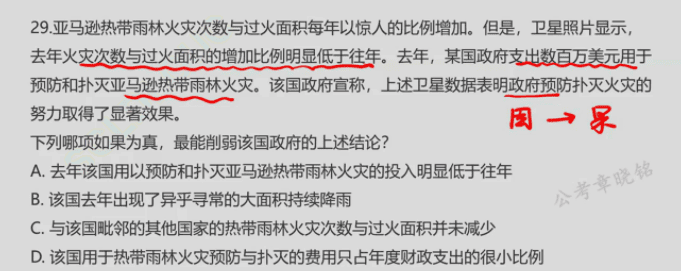 29.亚马逊热带雨林火灾次数与过火面积每年以惊人的比例增加。但是，卫星照片显示，
去年火灾次数与过火面积的增加比例明显低于往年。去年，某国政府支出数百万美元用于
预防和扑灭亚马逊热带雨林火灾。该国政府宣称，上述卫星数据表明政府预防扑灭火灾的
努力取得了显著效果。
因 → 果
下列哪项如果为真，最能削弱该国政府的上述结论？
A. 去年该国用以预防和扑灭亚马逊热带雨林火灾的投入明显低于往年
B. 该国去年出现了异乎寻常的大面积持续降雨
公考章晓铭
C. 与该国毗邻的其他国家的热带雨林火灾次数与过火面积并未减少
D. 该国用于热带雨林火灾预防与扑灭的费用只占年度财政支出的很小比例